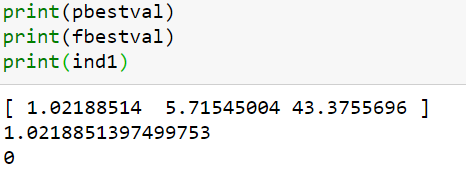 print(pbestval)
print(fbestval)
print(ind1)
[ 1.02188514  5.71545004 43.3755696 ]
1.0218851397499753
0